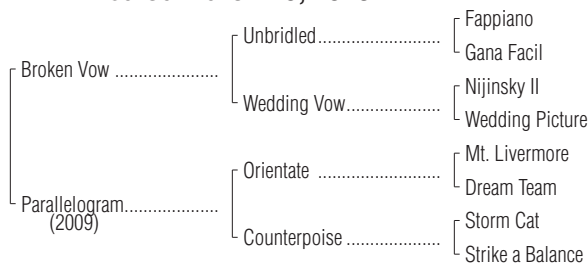 Fappiano
Unbridled..............................
Gana Facil
Broken Vow .........................
Nijinsky II
Wedding Vow.......................
Wedding Picture
Mt. Livermore
Orientate ..............................
Dream Team
Parallelogram.......................
(2009)
Storm Cat
Counterpoise .......................
Strike a Balance